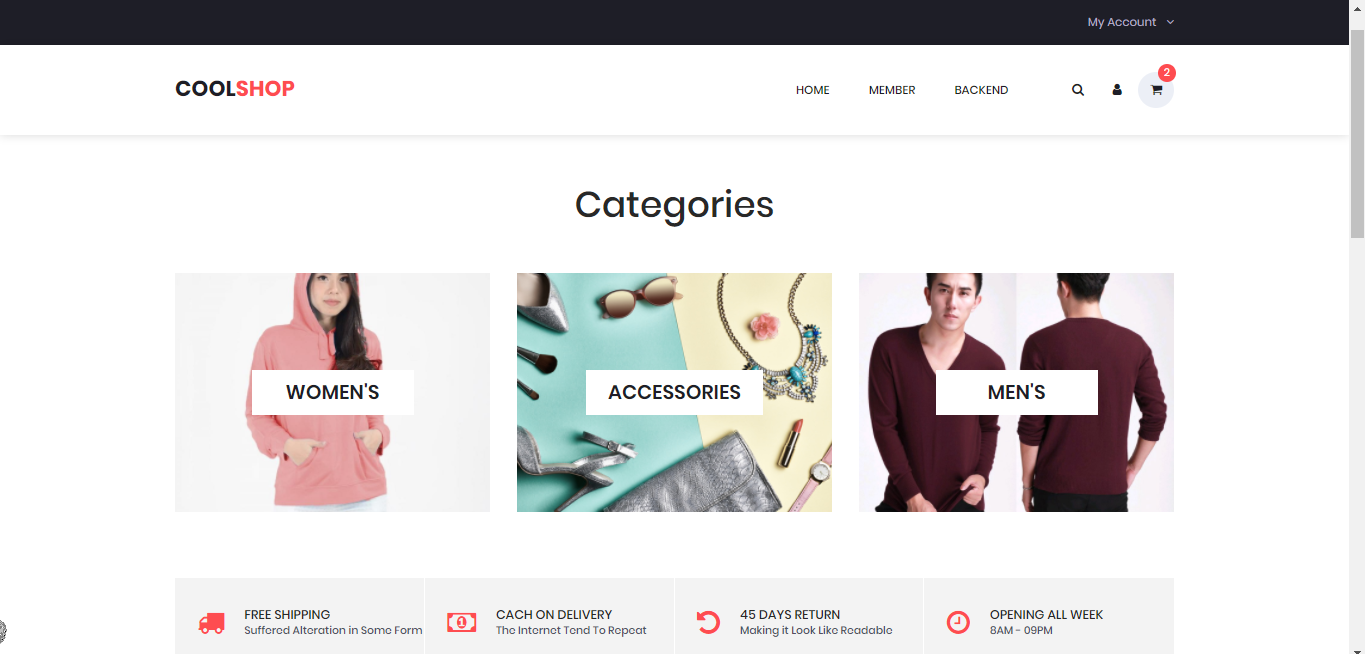 My Account
COOLSHOP
HOME
MEMBER
BACKEND
2
Categories
WOMEN'S
ACCESSORIES
MEN'S
FREE SHIPPING
Suffered Alteration in Some Form
CACH ON DELIVERY
The Internet Tend To Repeat
45 DAYS RETURN
Making it Look Like Readable
OPENING ALL WEEK
8AM - 09PM